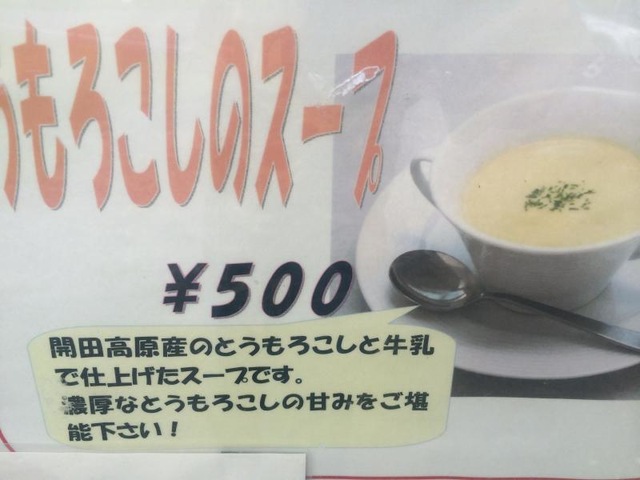 うもろこしのスープ
¥500
開田高原産のとうもろこしと牛乳
で仕上げたスープです。
濃厚なとうもろこしの甘みをご堪
能下さい！